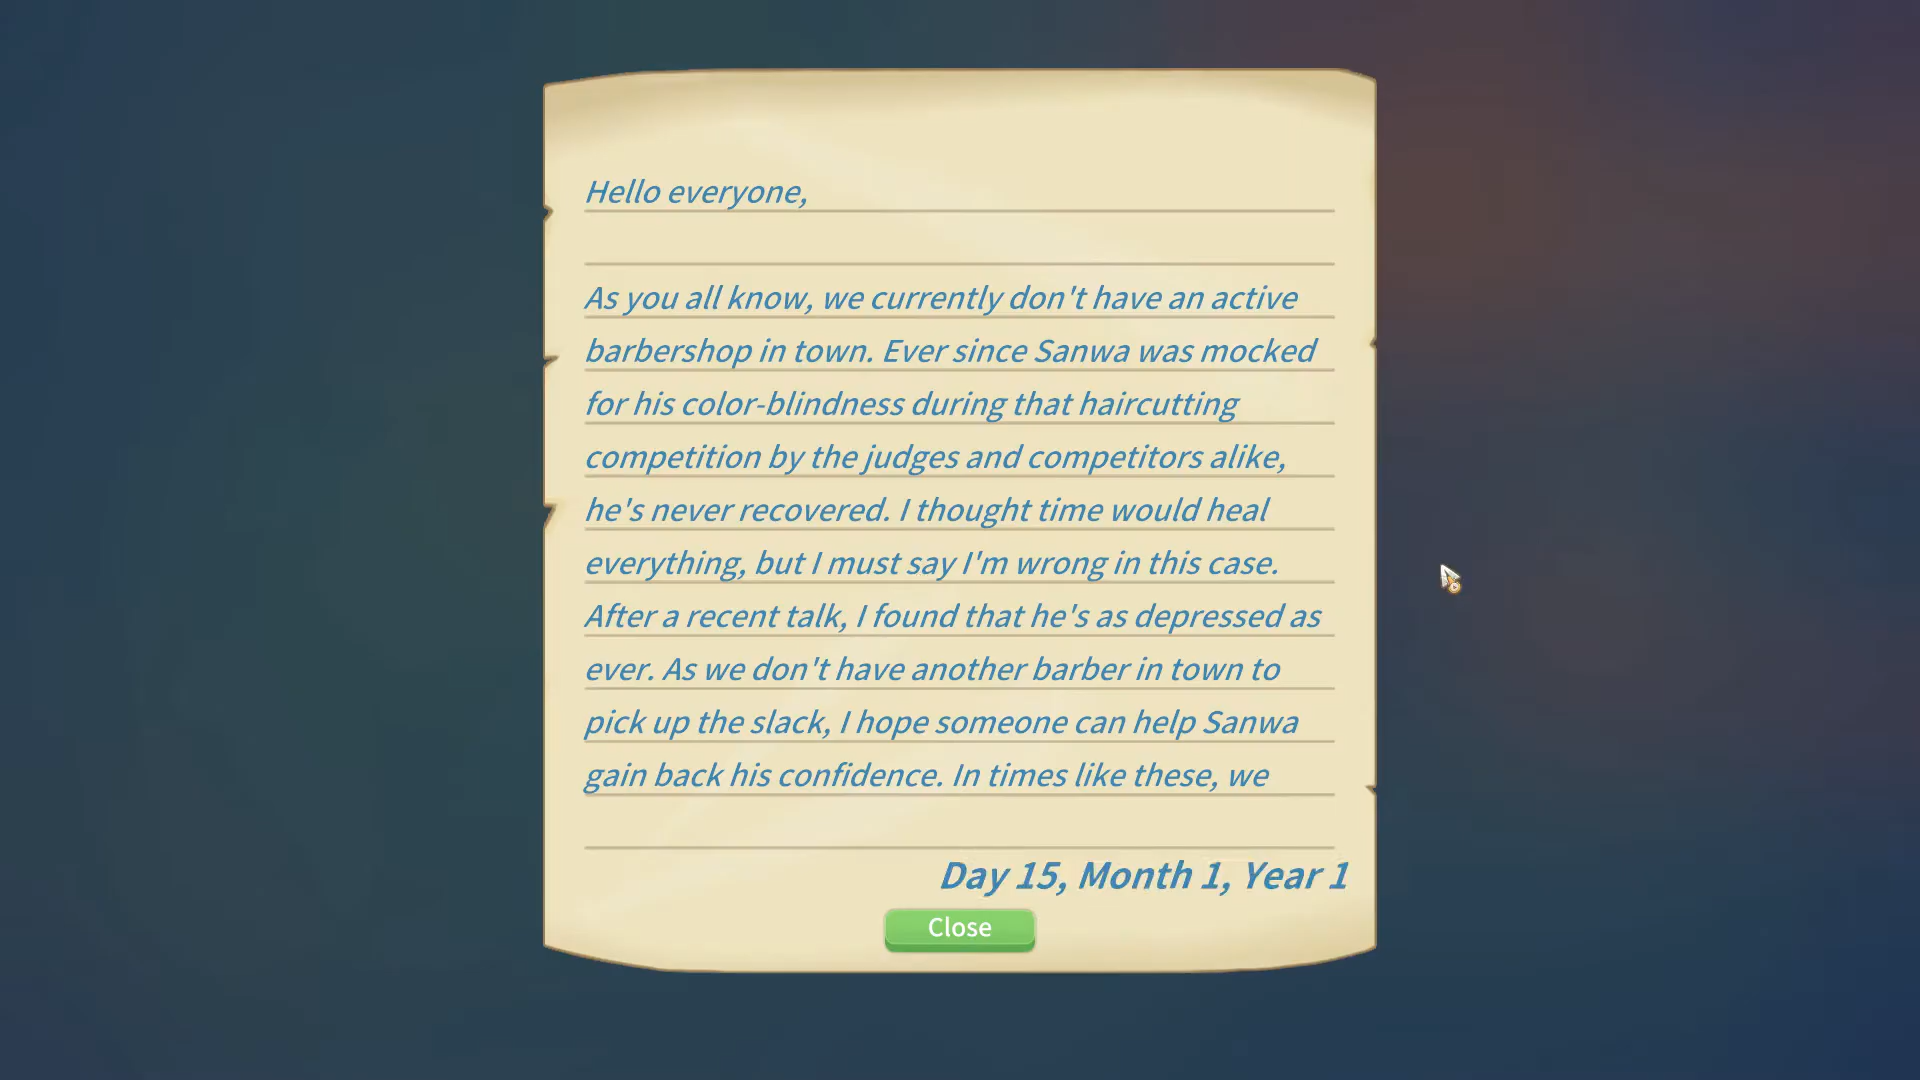 Hello everyone,
As you all know, we currently don't have an active
barbershop in town. Ever since Sanwa was mocked
for his color-blindness during that haircutting
competition by the judges and competitors alike,
he's never recovered. I thought time would heal
everything, but I must say I'm wrong in this case.
After a recent talk, I found that he's as depressed as
ever. As we don't have another barber in town to
pick up the slack, I hope someone can help Sanwa
gain back his confidence. In times like these, we
Day 15, Month 1, Year 1
Close